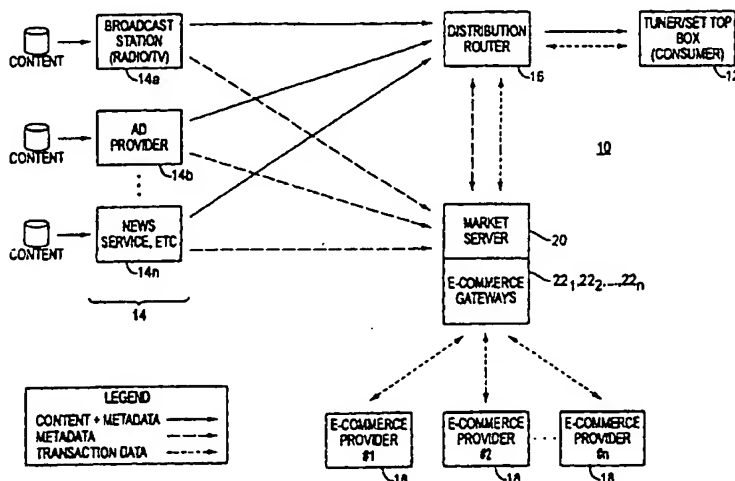 BROADCAST
STATION
(RADIO/TV)
14a
CONTENT
DISTRIBUTION
ROUTER
16
TUNER/SET TOP
BOX
(CONSUMER)
12
AD
PROVIDER
14b
CONTENT
10
NEWS
SERVICE, ETC
14n
CONTENT
14
MARKET
SERVER
20
E-COMMERCE
GATEWAYS
22₁,22₂...,22ₙ
LEGEND
CONTENT + METADATA
METADATA
TRANSACTION DATA
E-COMMERCE
PROVIDER
#1
18
E-COMMERCE
PROVIDER
#2
18
E-COMMERCE
PROVIDER
#n
18